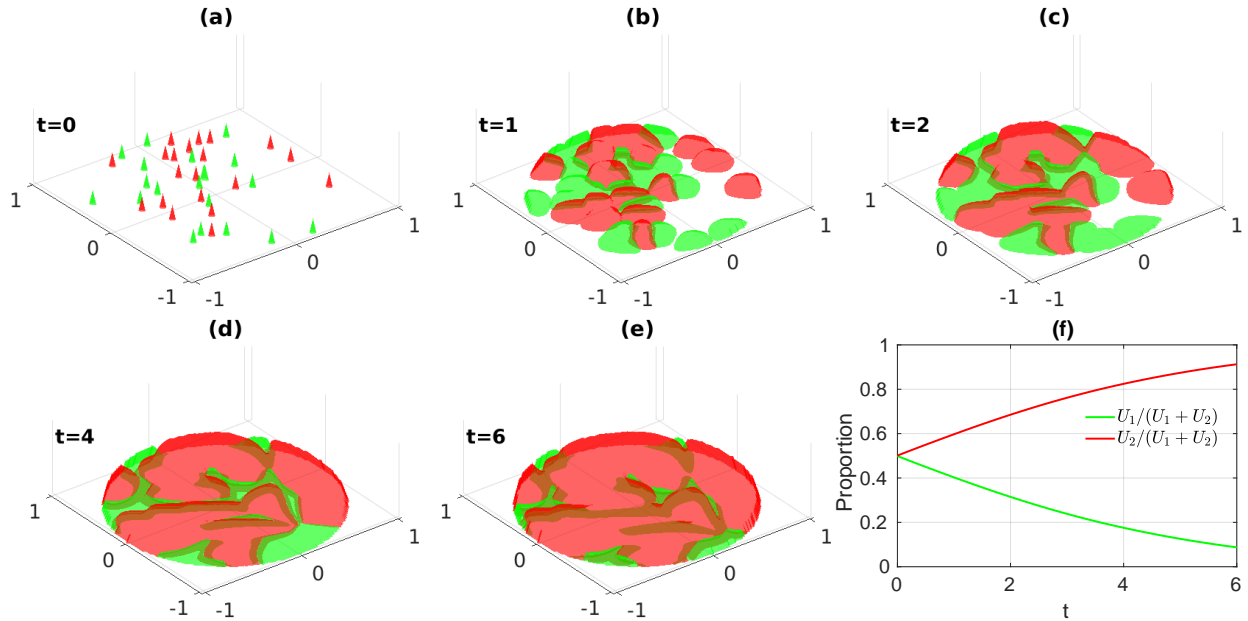 (a)
t=0
1
0
-1
-1
0
1
(b)
t=1
1
0
-1
-1
0
1
(c)
t=2
1
0
-1
-1
0
1
(d)
t=4
1
0
-1
-1
0
1
(e)
t=6
1
0
-1
-1
0
1
(f)
Proportion
1
0.8
0.6
0.4
0.2
0
0
2
4
6
t
U₁/(U₁ + U₂)
U₂/(U₁ + U₂)